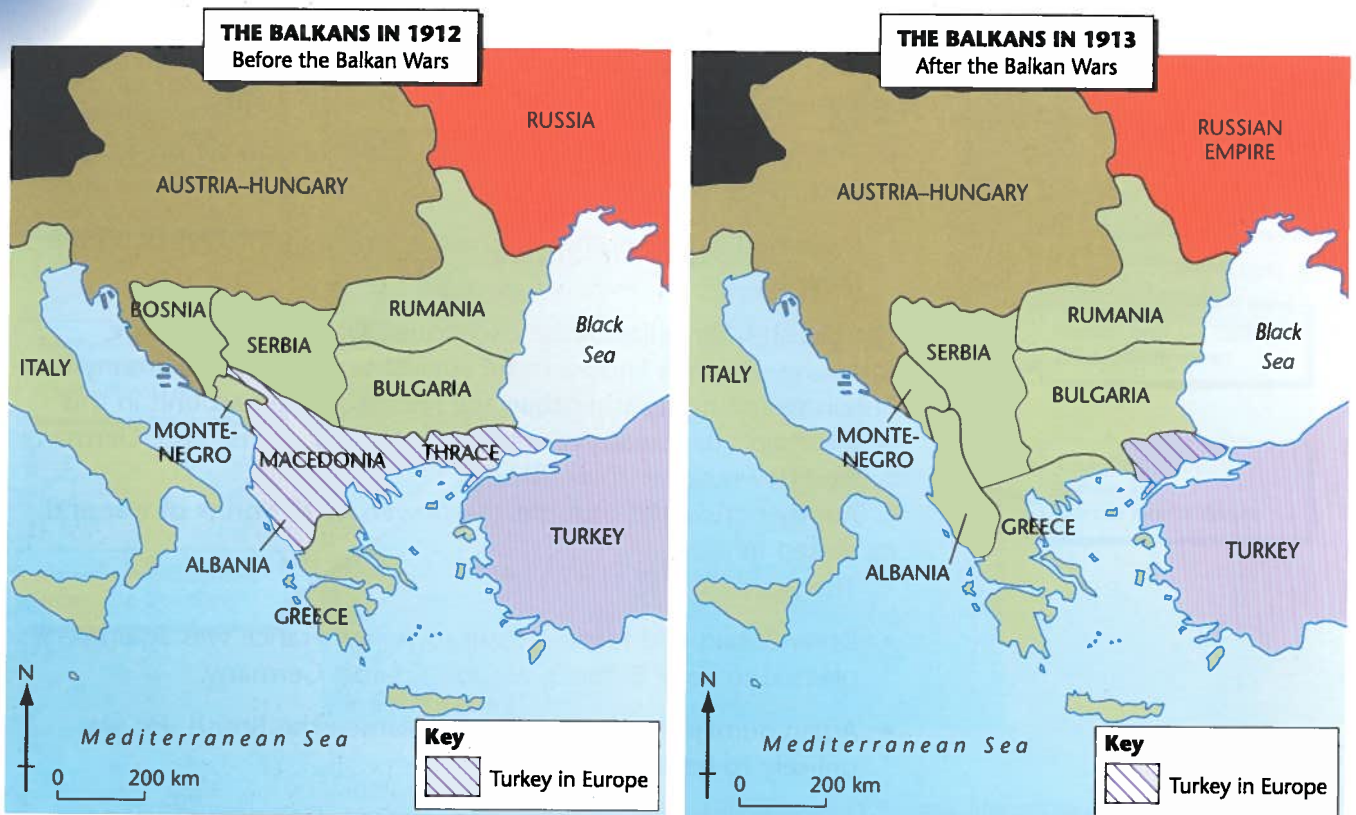 THE BALKANS IN 1912
Before the Balkan Wars
RUSSIA
AUSTRIA–HUNGARY
BOSNIA
RUMANIA
SERBIA
Black
Sea
ITALY
BULGARIA
MONTE-
NEGRO
MACEDONIA
THRACE
TURKEY
ALBANIA
GREECE
N
Mediterranean Sea
0 200 km
Key
Turkey in Europe
THE BALKANS IN 1913
After the Balkan Wars
RUSSIAN
EMPIRE
AUSTRIA–HUNGARY
RUMANIA
SERBIA
Black
Sea
ITALY
BULGARIA
MONTE-
NEGRO
GREECE
TURKEY
ALBANIA
N
Mediterranean Sea
0 200 km
Key
Turkey in Europe